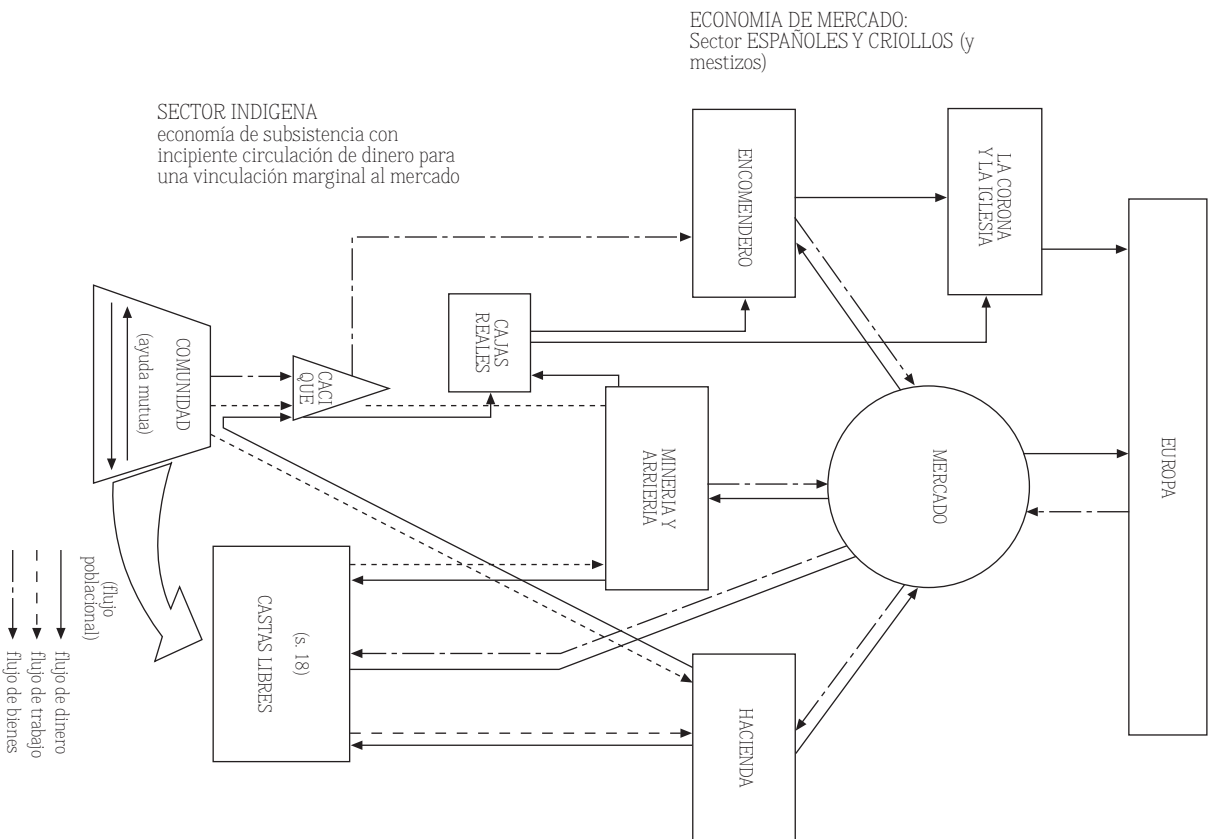 ECONOMIA DE MERCADO:
Sector ESPAÑOLES Y CRIOLLOS (y
mestizos)
SECTOR INDIGENA
economía de subsistencia con
incipiente circulación de dinero para
una vinculación marginal al mercado
EUROPA
LA CORONA
Y LA IGLESIA
ENCOMENDERO
MERCADO
HACIENDA
CAJAS
REALES
MINERIA Y
ARRIERIA
CACI
QUE
COMUNIDAD
(ayuda mutua)
(s. 18)
CASTAS LIBRES
(flujo
poblacional)
flujo de dinero
flujo de trabajo
flujo de bienes